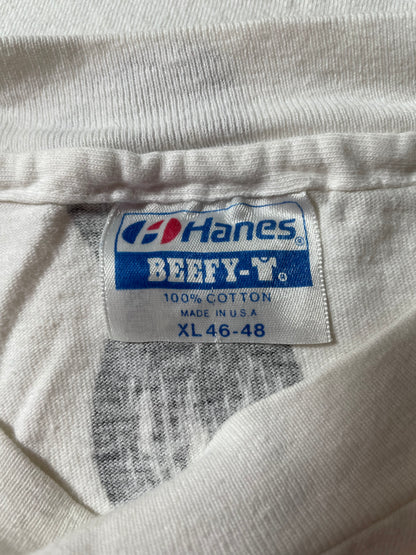 Hanes®
BEEFY-T®
100% COTTON
MADE IN U.S.A
XL 46-48